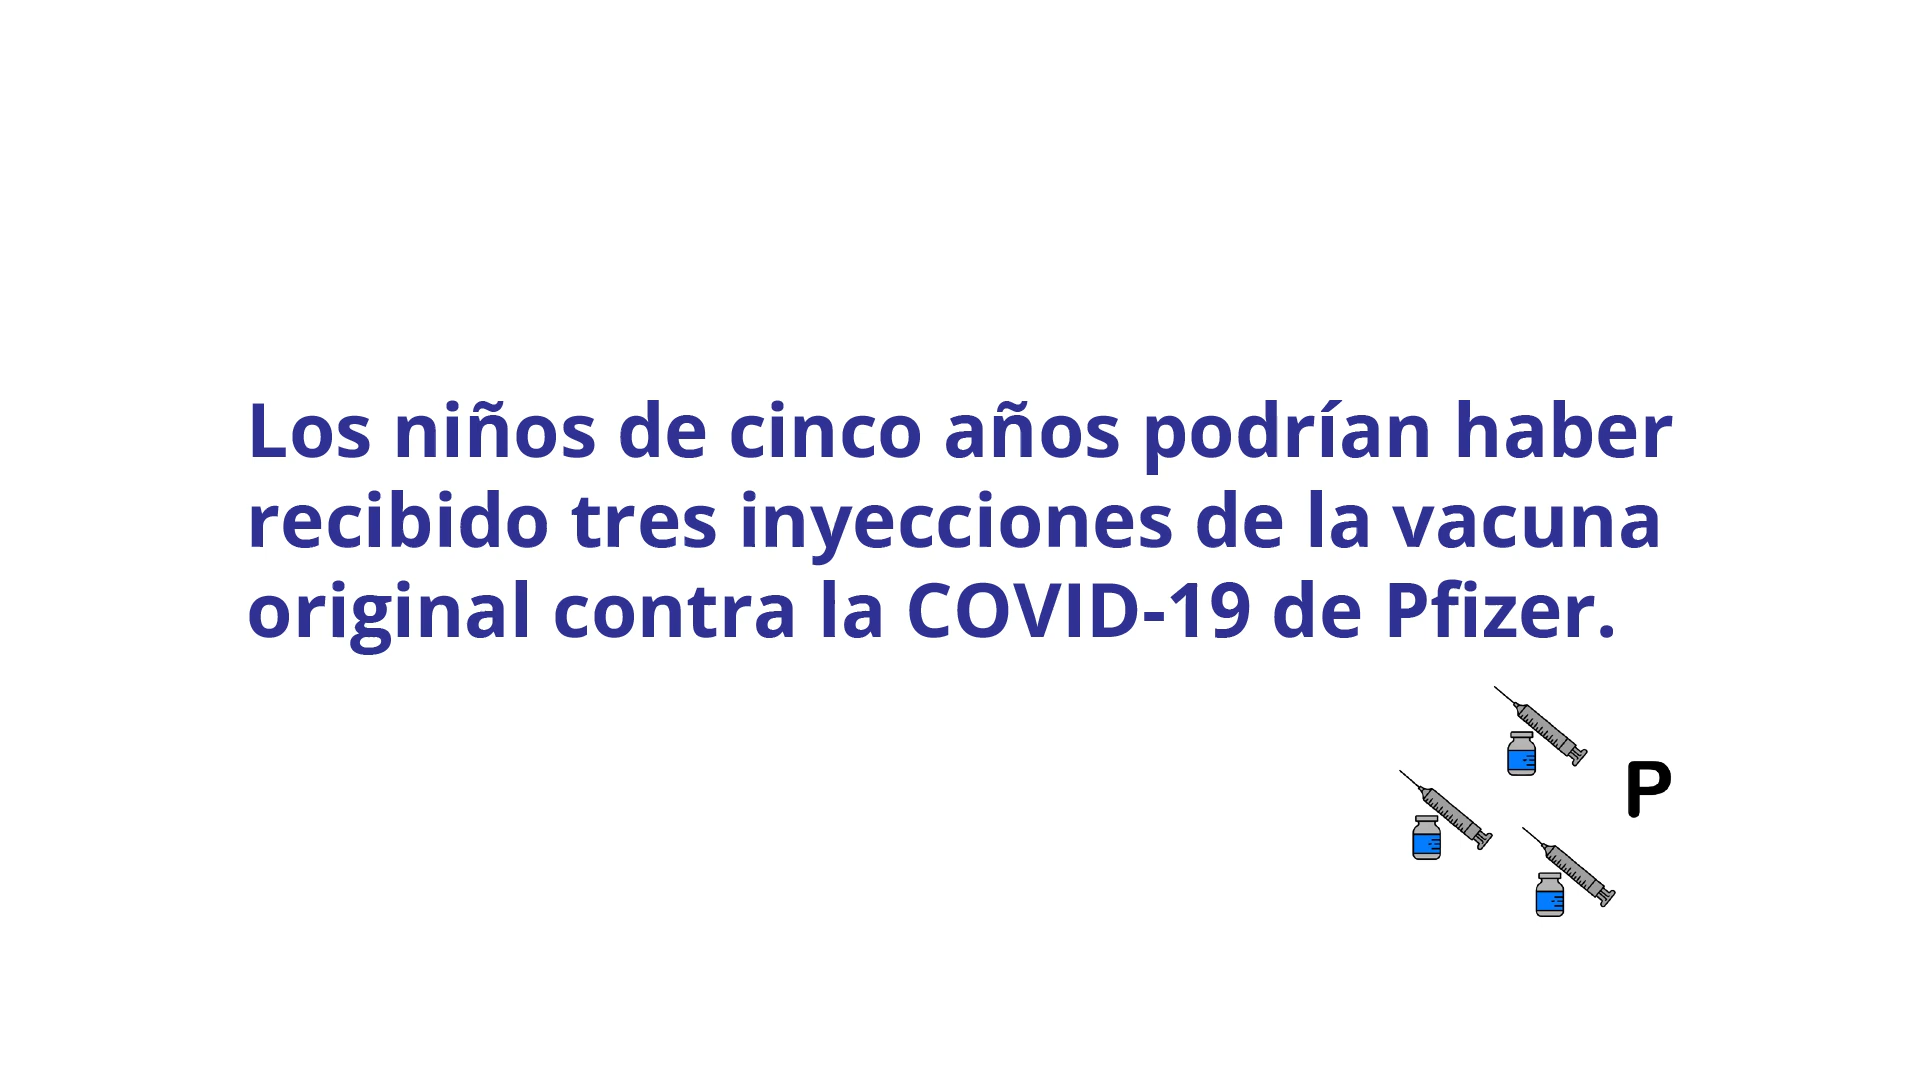 Los niños de cinco años podrían haber
recibido tres inyecciones de la vacuna
original contra la COVID-19 de Pfizer.
P